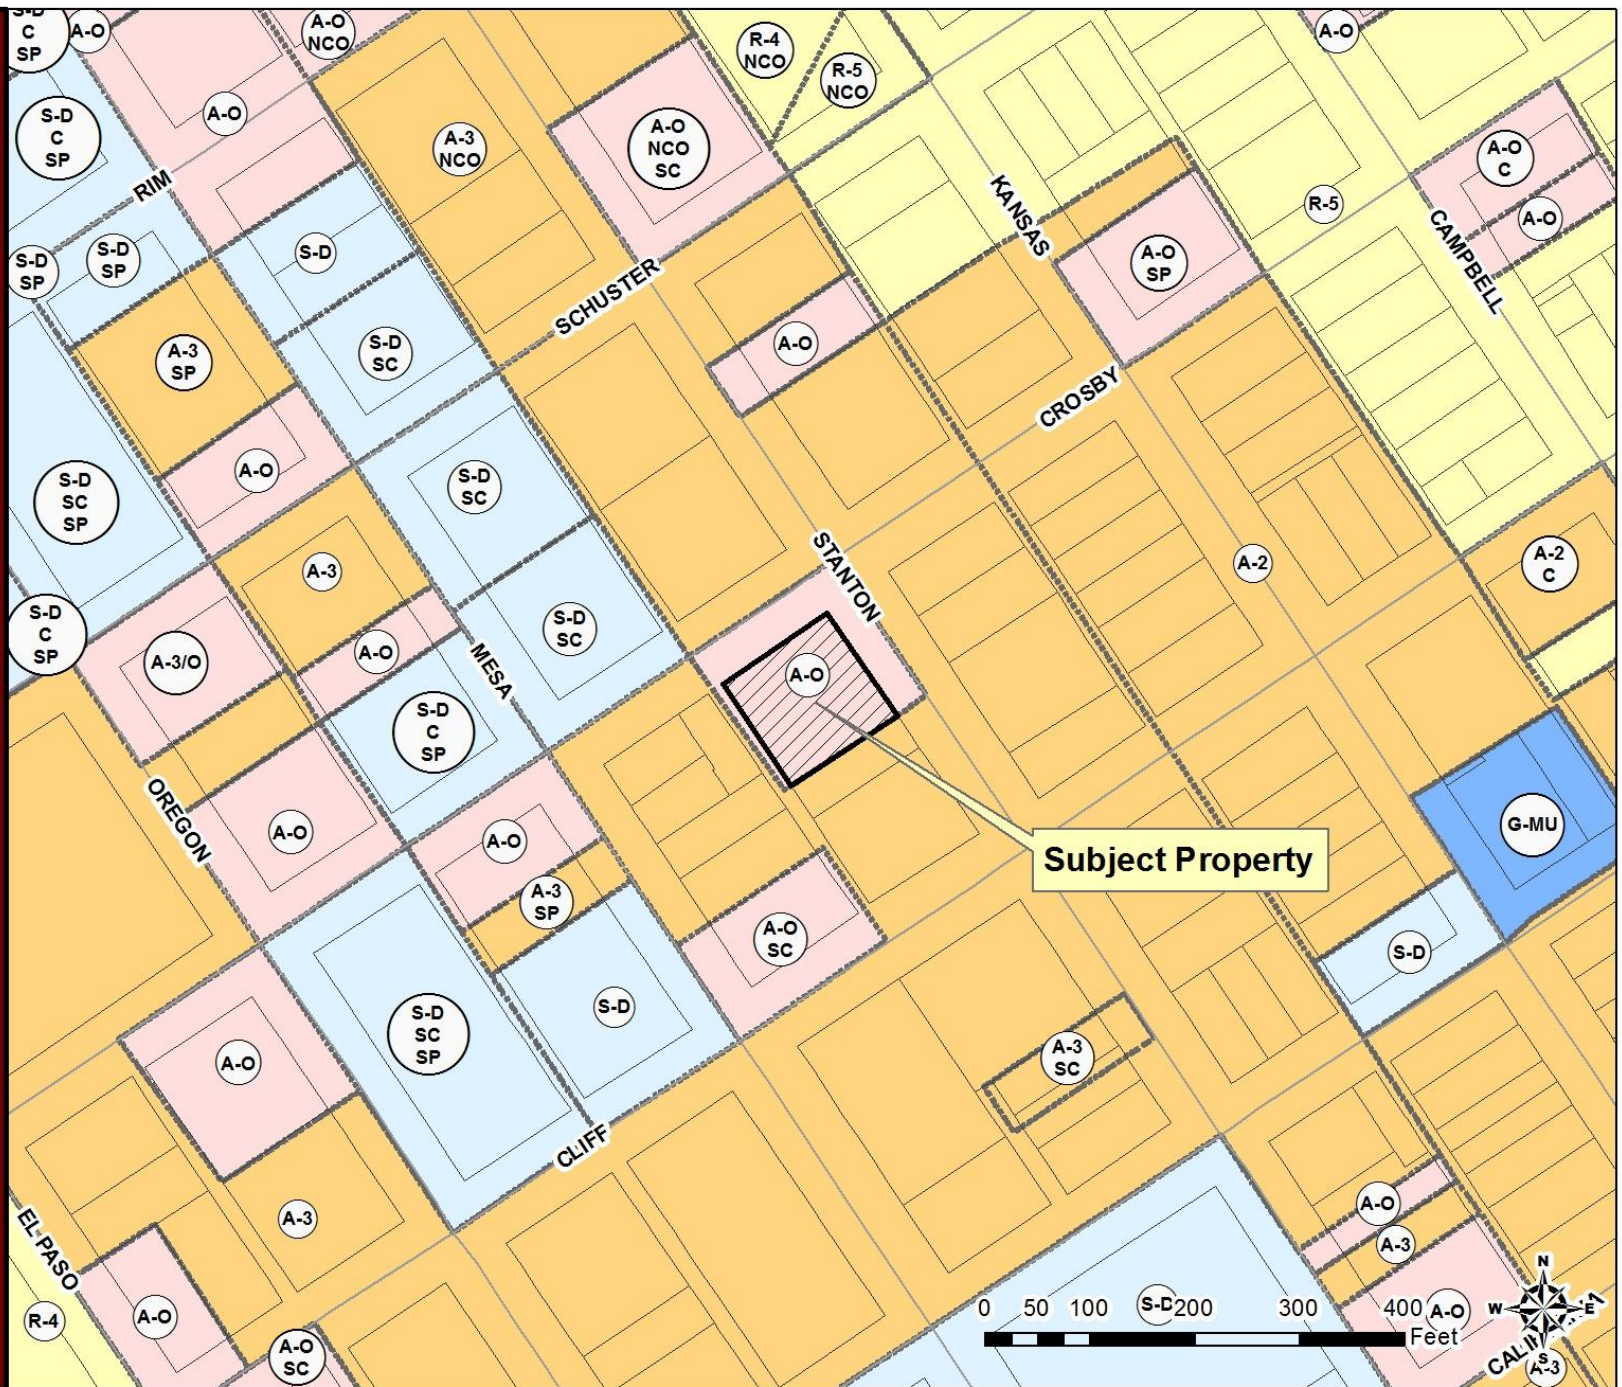 S-D
C
SP
A-O
A-O
NCO
R-4
NCO
R-5
NCO
A-O
S-D
C
SP
A-O
A-3
NCO
A-O
NCO
SC
A-O
C
RIM
KANSAS
R-5
A-O
CAMPBELL
S-D
SP
S-D
SP
S-D
A-O
SP
SCHUSTER
S-D
SC
A-O
A-3
SP
CROSBY
A-O
S-D
SC
SP
S-D
SC
STANTON
A-3
A-2
A-2
C
S-D
C
SP
A-3/O
A-O
S-D
SC
MESA
A-O
S-D
C
SP
OREGON
A-O
A-O
Subject Property
G-MU
A-3
SP
A-O
SC
S-D
S-D
S-D
SC
SP
A-O
A-3
SC
CLIFF
A-3
A-O
A-3
EL PASO
R-4
A-O
A-O
SC
0 50 100 S-D 200 300 400
Feet
A-O
N
W E
S
A-3